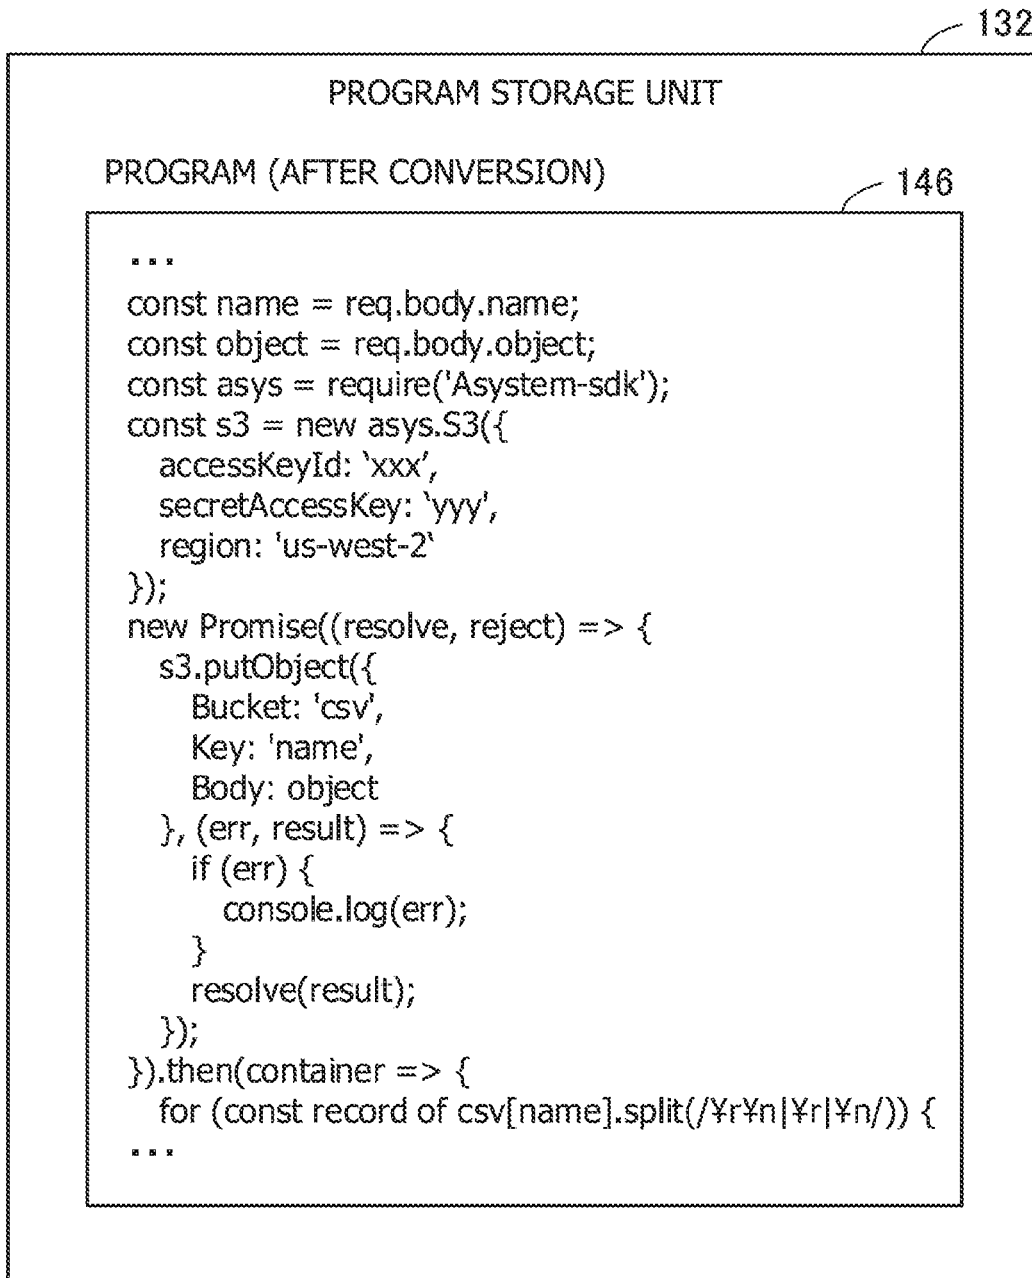 132
PROGRAM STORAGE UNIT
PROGRAM (AFTER CONVERSION)
146
...
const name = req.body.name;
const object = req.body.object;
const asys = require('Asystem-sdk');
const s3 = new asys.S3({
  accessKeyId: ‘xxx’,
  secretAccessKey: ‘yyy’,
  region: 'us-west-2‘
});
new Promise((resolve, reject) => {
  s3.putObject({
    Bucket: 'csv',
    Key: 'name',
    Body: object
  }, (err, result) => {
    if (err) {
      console.log(err);
    }
    resolve(result);
  });
}).then(container => {
  for (const record of csv[name].split(/¥r¥n|¥r|¥n/)) {
...